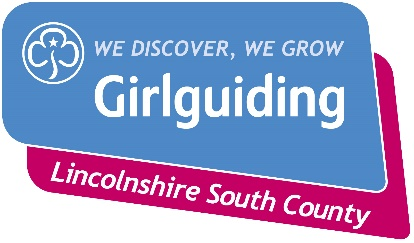 WE DISCOVER, WE GROW
Girlguiding
Lincolnshire South County